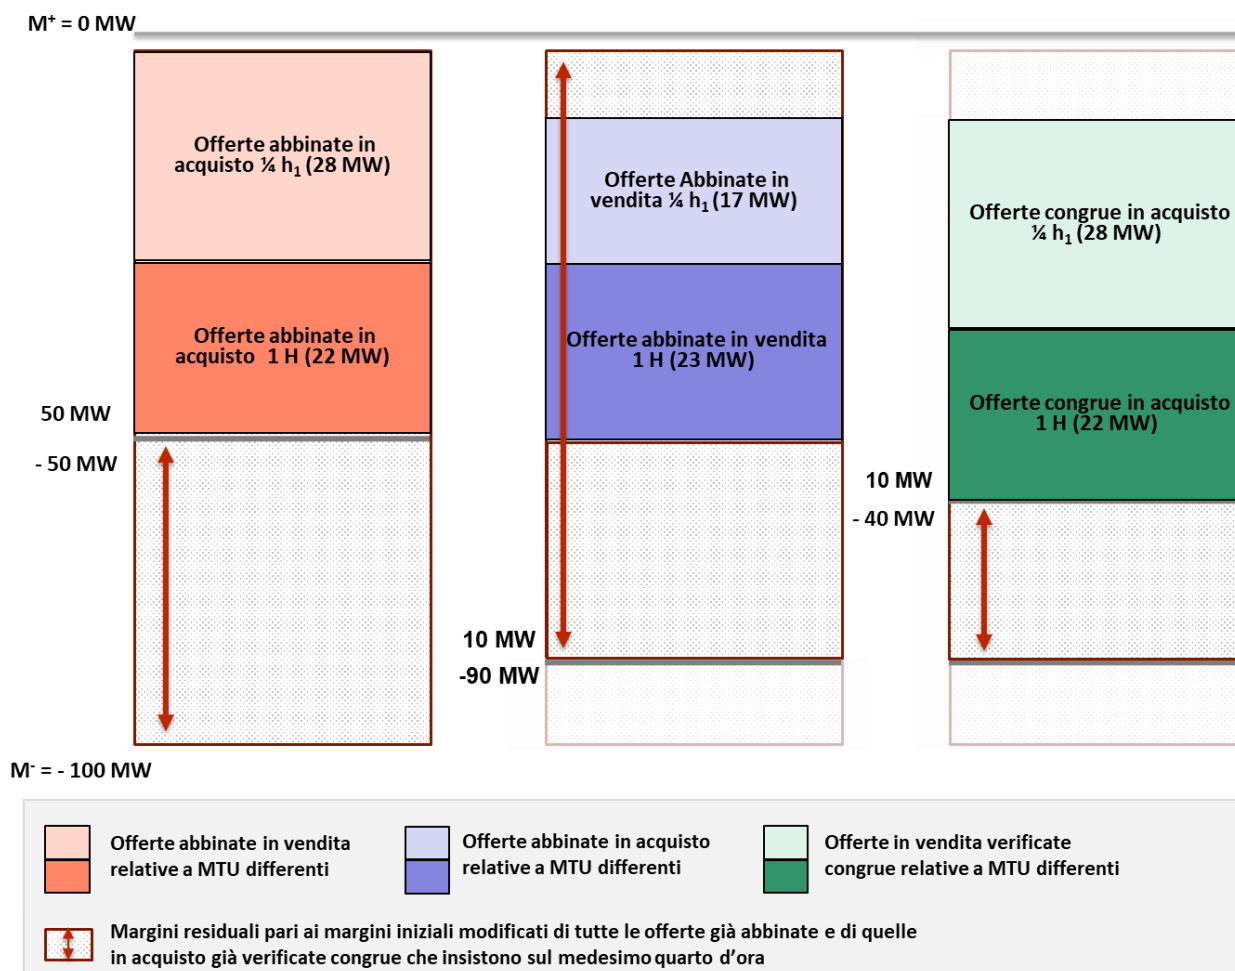 M⁺ = 0 MW
Offerte abbinate in
acquisto ¼ h₁ (28 MW)
Offerte abbinate in
acquisto 1 H (22 MW)
50 MW
- 50 MW
Offerte Abbinate in
vendita ¼ h₁ (17 MW)
Offerte abbinate in vendita
1 H (23 MW)
10 MW
-90 MW
Offerte congrue in acquisto
¼ h₁ (28 MW)
Offerte congrue in acquisto
1 H (22 MW)
10 MW
- 40 MW
M⁻ = - 100 MW
Offerte abbinate in vendita
relative a MTU differenti
Offerte abbinate in acquisto
relative a MTU differenti
Offerte in vendita verificate
congrue relative a MTU differenti
Margini residuali pari ai margini iniziali modificati di tutte le offerte già abbinate e di quelle
in acquisto già verificate congrue che insistono sul medesimo quarto d'ora